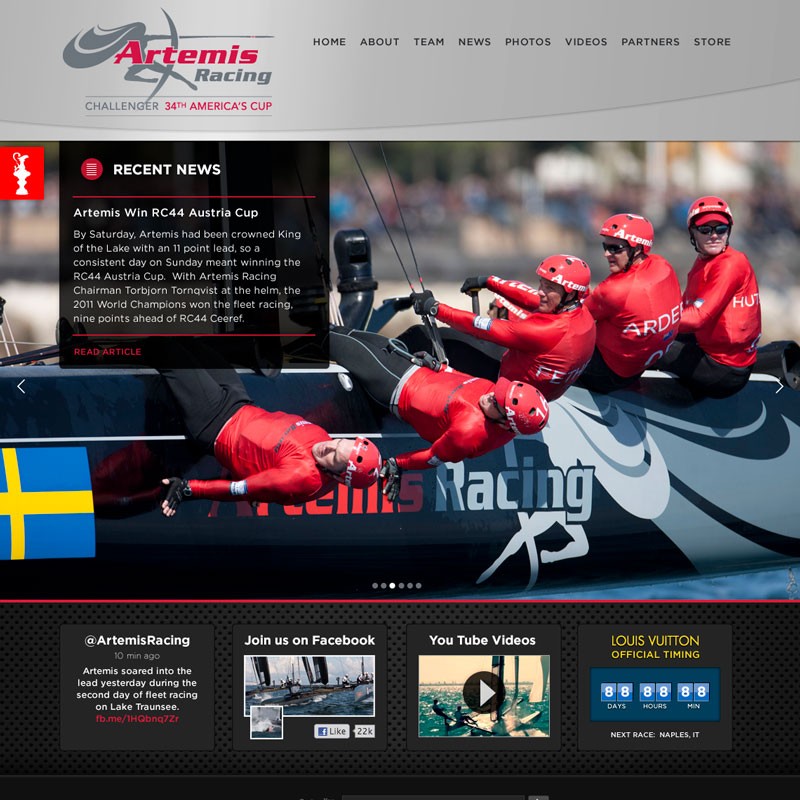 Artemis
Racing
CHALLENGER 34TH AMERICA'S CUP
HOME ABOUT TEAM NEWS PHOTOS VIDEOS PARTNERS STORE
RECENT NEWS
Artemis Win RC44 Austria Cup
By Saturday, Artemis had been crowned King
of the Lake with an 11 point lead, so a
consistent day on Sunday meant winning the
RC44 Austria Cup. With Artemis Racing
Chairman Torbjorn Tornqvist at the helm, the
2011 World Champions won the fleet racing,
nine points ahead of RC44 Ceeref.
READ ARTICLE
Artemis
Artemis
Artemis Racing
@ArtemisRacing
10 min ago
Artemis soared into the
lead yesterday during the
second day of fleet racing
on Lake Traunsee.
fb.me/1HQbnq7Zr
Join us on Facebook
Like 22k
You Tube Videos
LOUIS VUITTON
OFFICIAL TIMING
88 88 88
DAYS HOURS MIN
NEXT RACE: NAPLES, IT